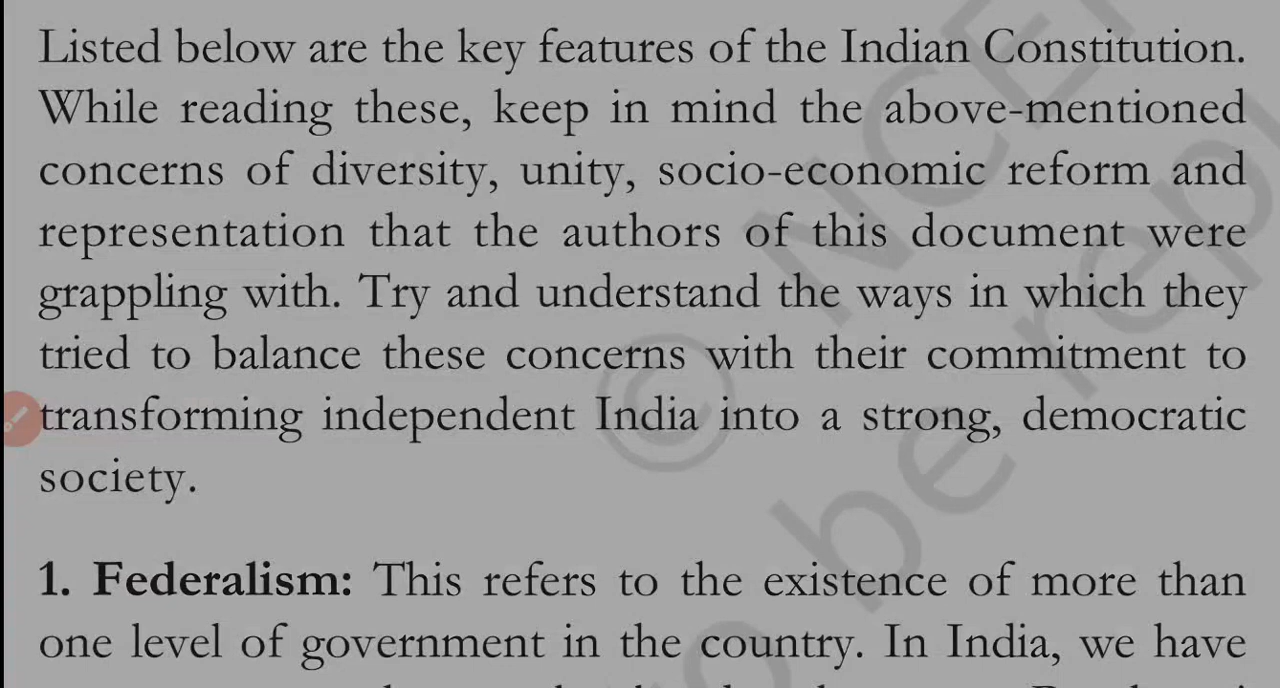 Listed below are the key features of the Indian Constitution.
While reading these, keep in mind the above-mentioned
concerns of diversity, unity, socio-economic reform and
representation that the authors of this document were
grappling with. Try and understand the ways in which they
tried to balance these concerns with their commitment to
transforming independent India into a strong, democratic
society.
1. Federalism: This refers to the existence of more than
one level of government in the country. In India, we have
© NCE
to be rep